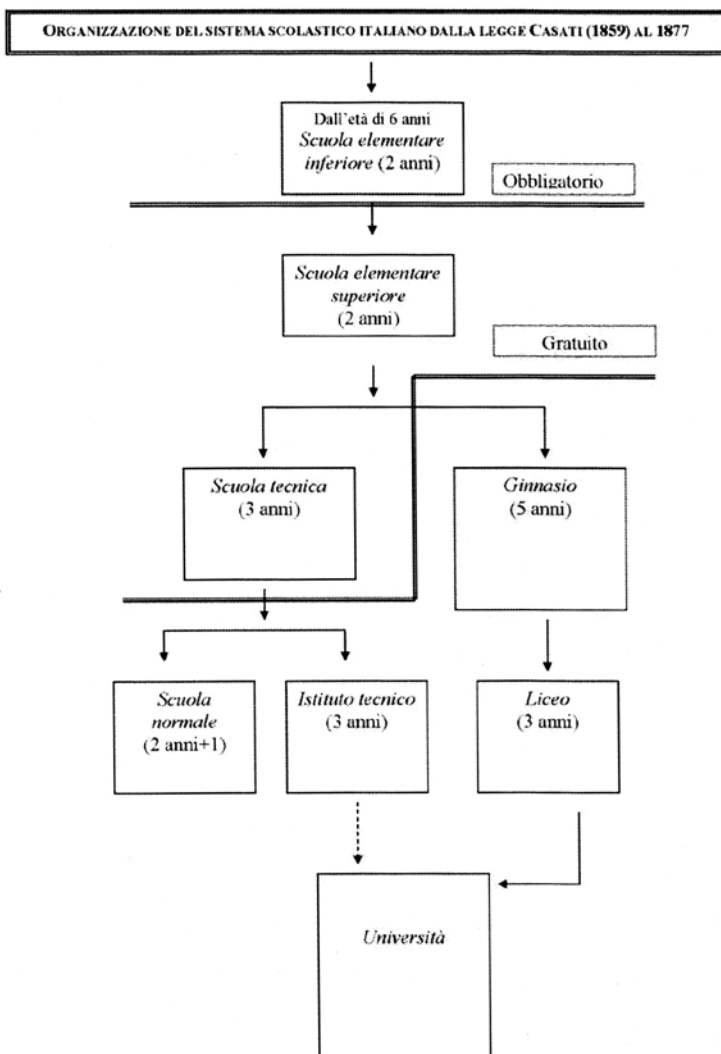 ORGANIZZAZIONE DEL SISTEMA SCOLASTICO ITALIANO DALLA LEGGE CASATI (1859) AL 1877
Dall'età di 6 anni
Scuola elementare
inferiore (2 anni)
Obbligatorio
Scuola elementare
superiore
(2 anni)
Gratuito
Scuola tecnica
(3 anni)
Ginnasio
(5 anni)
Scuola
normale
(2 anni+1)
Istituto tecnico
(3 anni)
Liceo
(3 anni)
Università